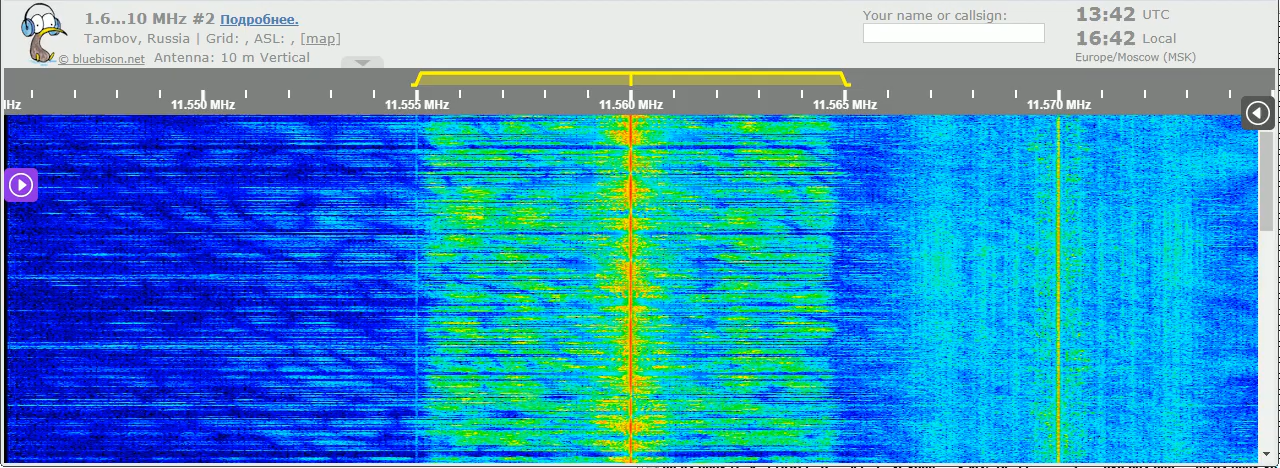 1.6...10 MHz #2 Подробнее.
Tambov, Russia | Grid: , ASL: , [map]
© bluebison.net Antenna: 10 m Vertical
Your name or callsign:
13:42 UTC
16:42 Local
Europe/Moscow (MSK)
Hz 11.550 MHz 11.555 MHz 11.560 MHz 11.565 MHz 11.570 MHz